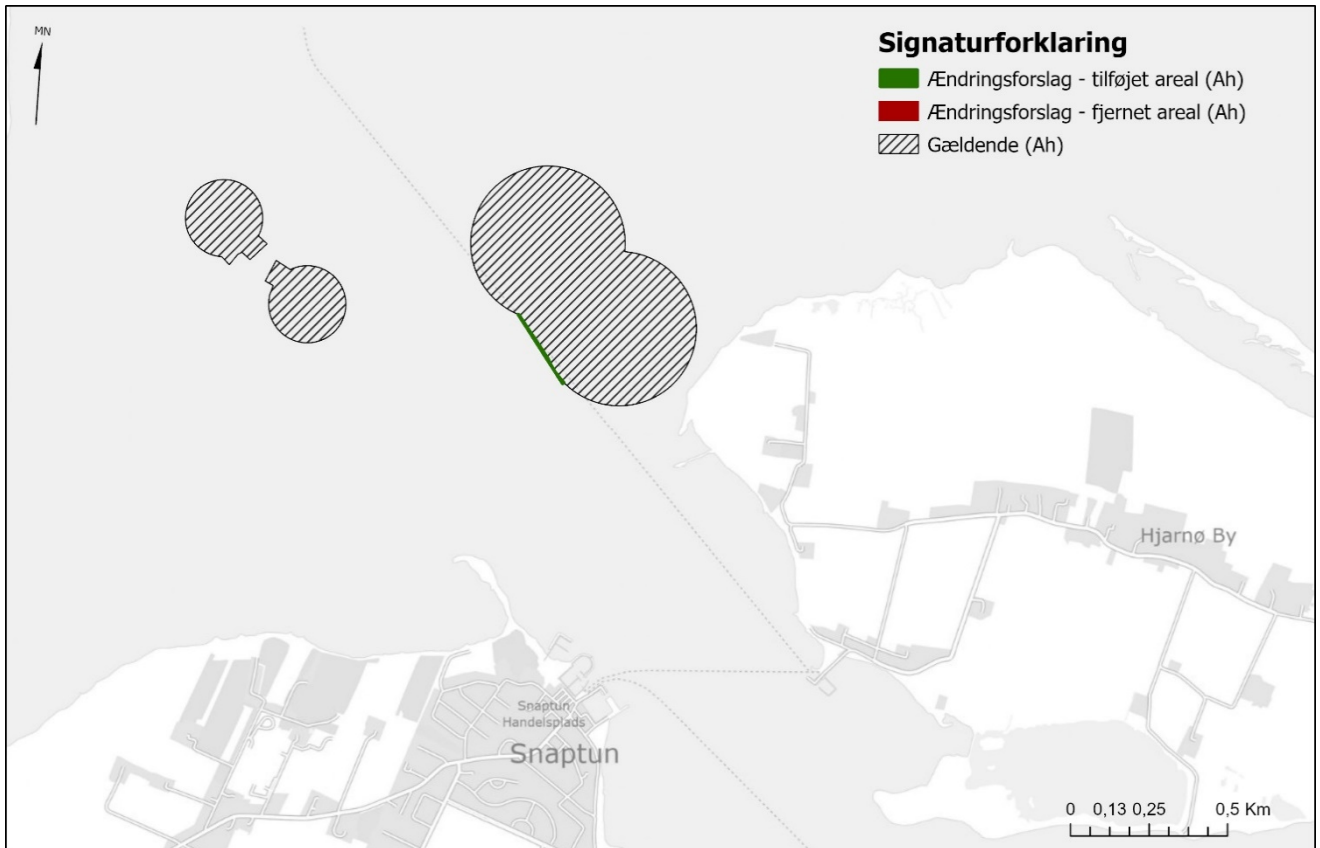 MN
Signaturforklaring
Ændringsforslag - tilføjet areal (Ah)
Ændringsforslag - fjernet areal (Ah)
Gældende (Ah)
Hjarnø By
Snaptun
Handelsplads
Snaptun
0 0,13 0,25 0,5 Km